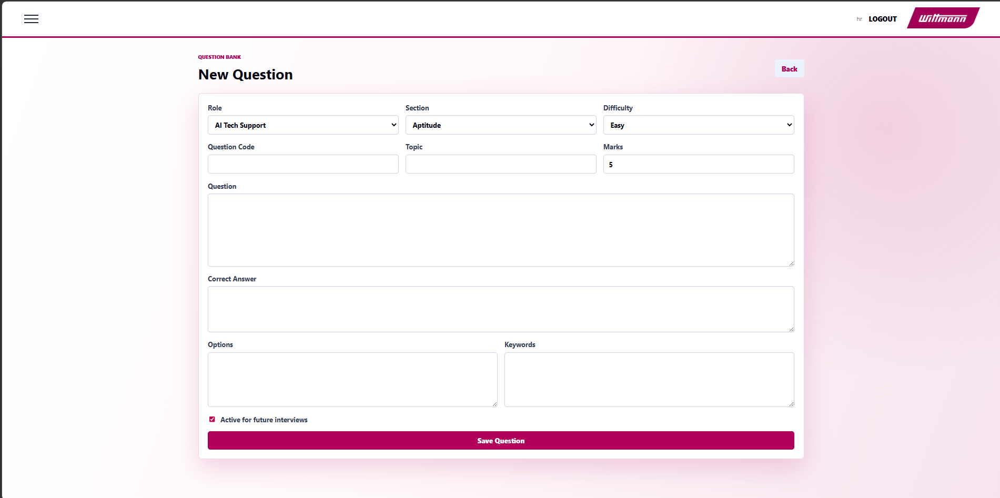 hr LOGOUT Wittmann
QUESTION BANK
New Question
Back
Role Section Difficulty
AI Tech Support Aptitude Easy
Question Code Topic Marks
5
Question
Correct Answer
Options Keywords
Active for future interviews
Save Question